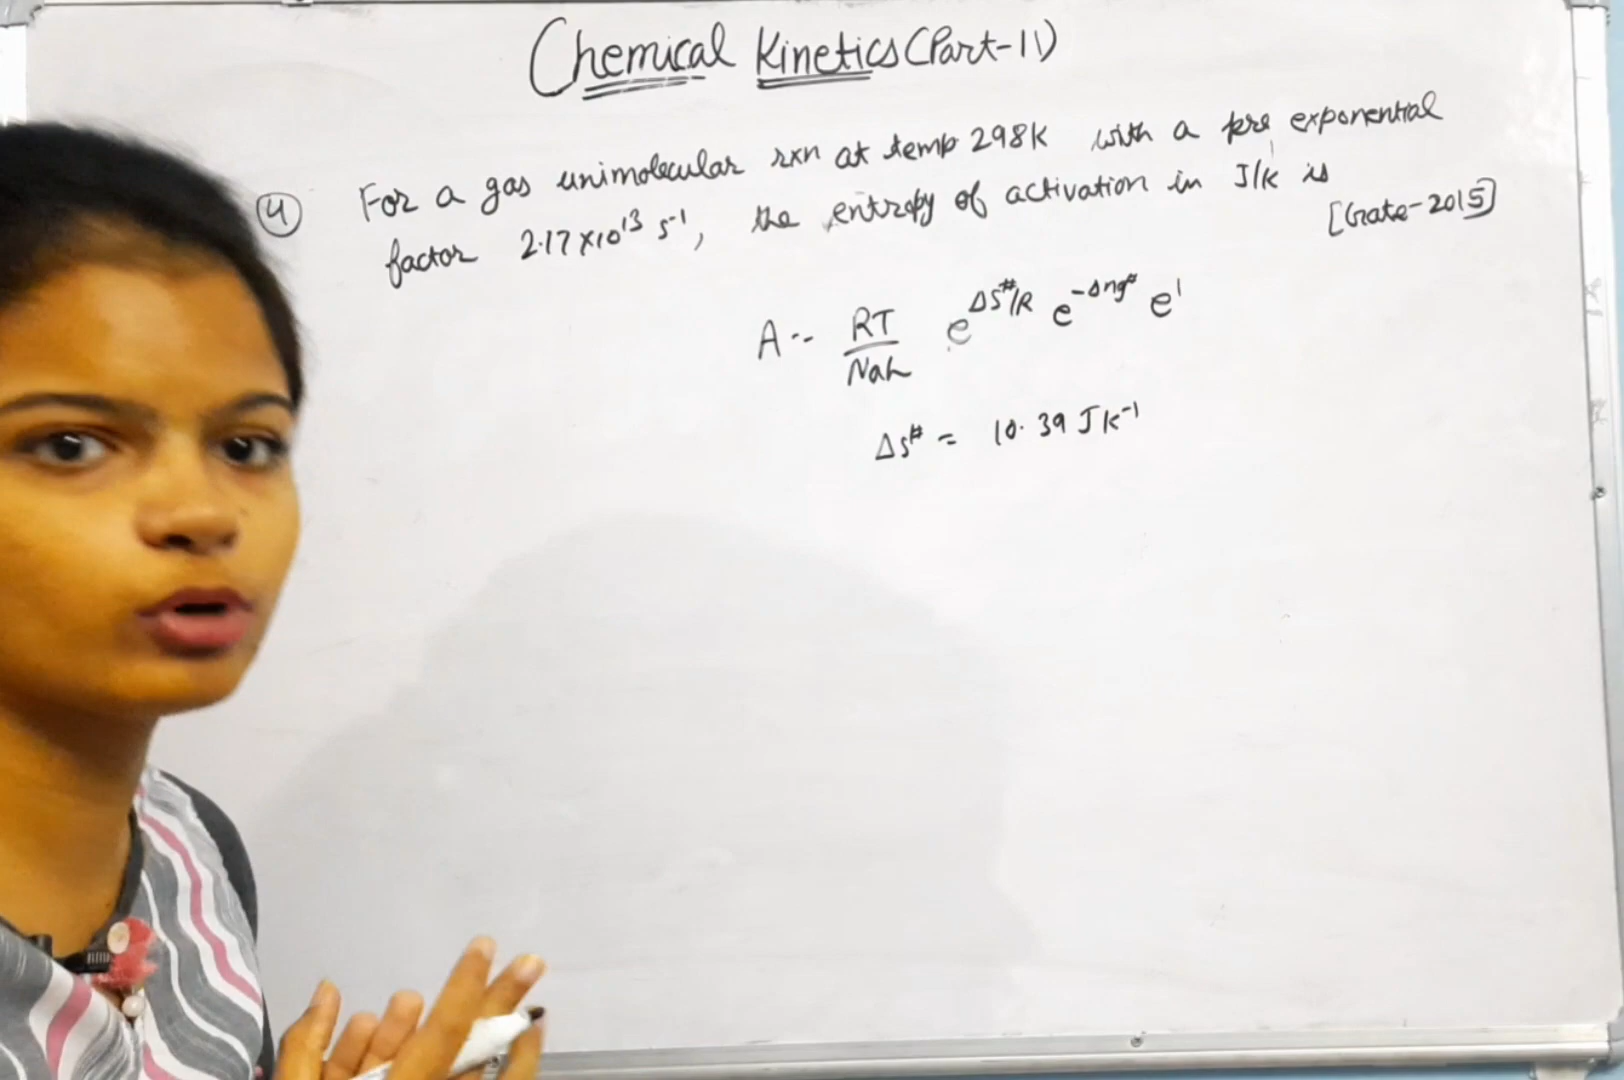 Chemical Kinetics (Part-11)
④ For a gas unimolecular rxn at temp 298K with a pre exponential
factor 2.17×10¹³ s⁻¹, the entropy of activation in J/K is
[Gate-2015]
A = RT/Nah e^ΔS^#/R e^-Δng^# e^1
ΔS^# = 10.39 JK⁻¹